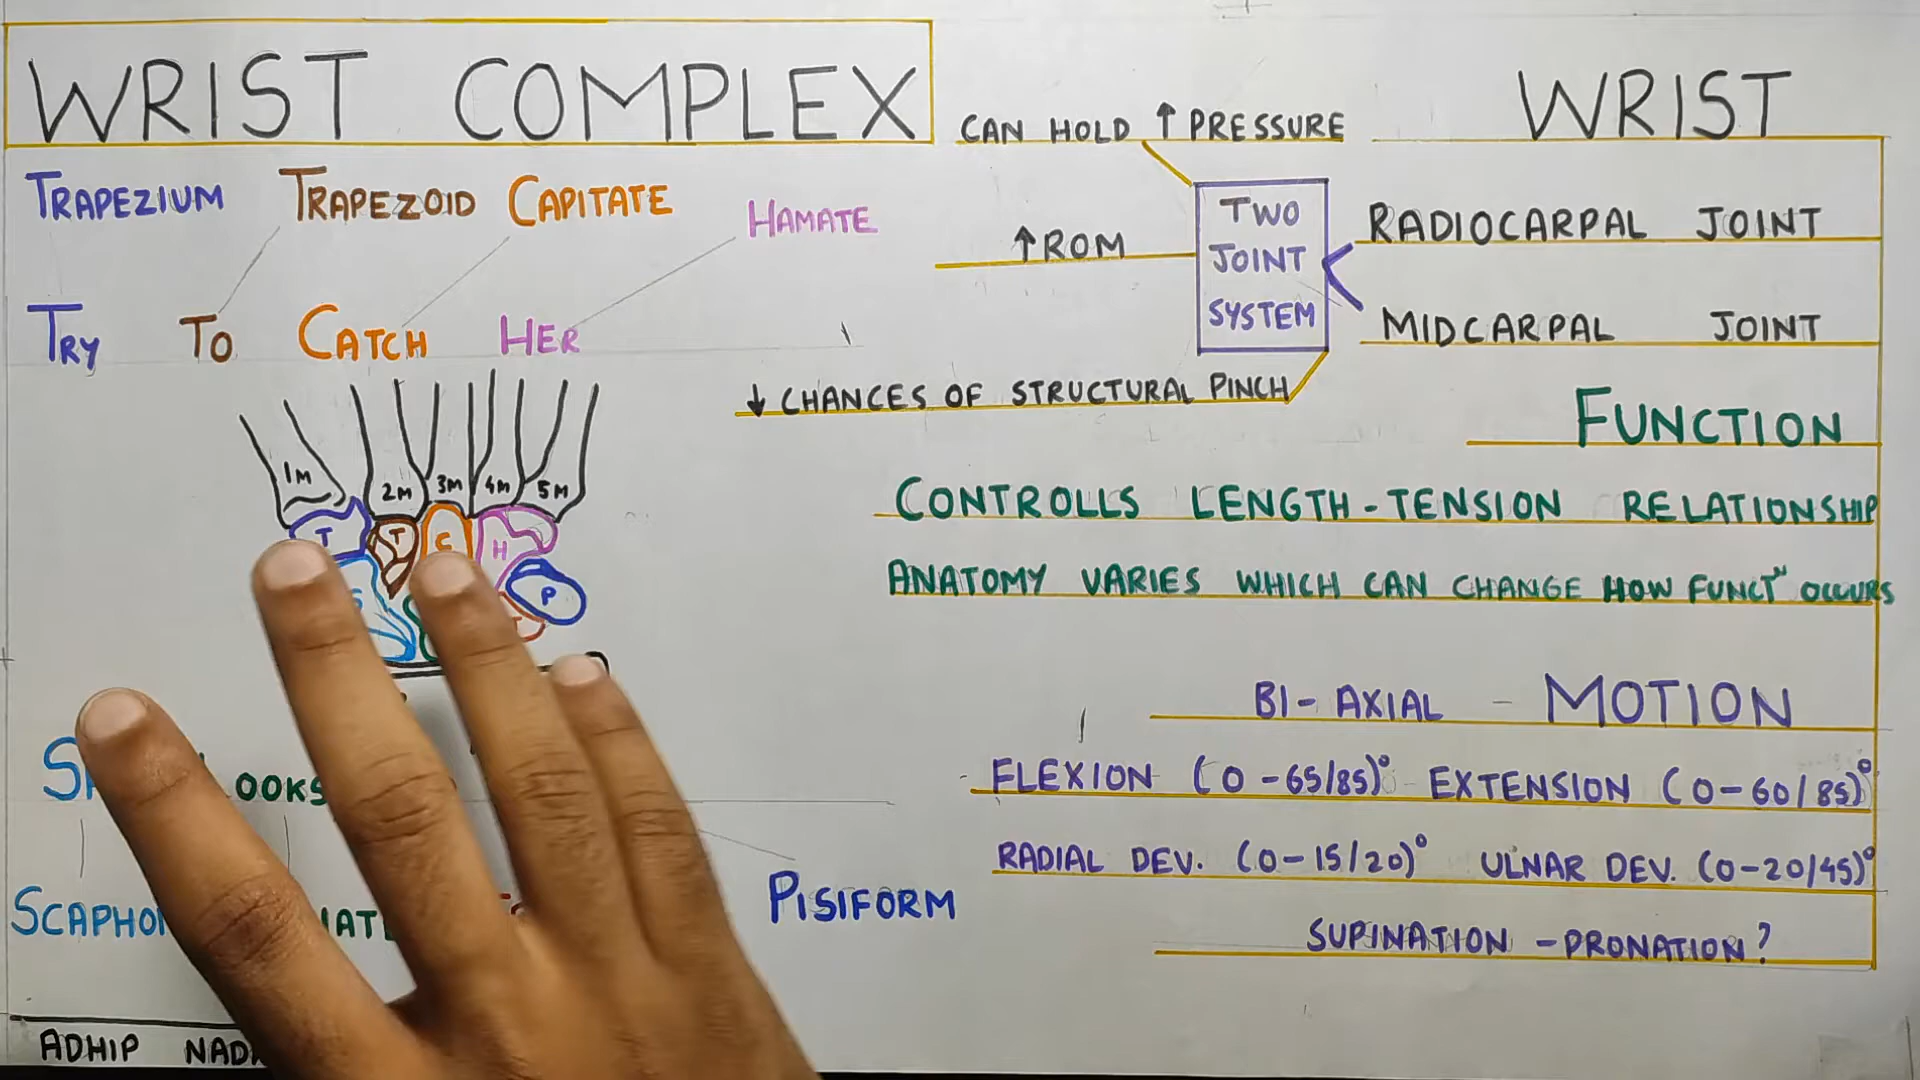 WRIST COMPLEX
TRAPEZIUM TRAPEZOID CAPITATE HAMATE
TRY TO CATCH HER
1M 2M 3M 4M 5M
T T C H
S P
OOKS
PISIFORM
ADHIP
WRIST
CAN HOLD ↑ PRESSURE
↑ROM
TWO
JOINT
SYSTEM
RADIOCARPAL JOINT
MIDCARPAL JOINT
↓ CHANCES OF STRUCTURAL PINCH
FUNCTION
CONTROLLS LENGTH-TENSION RELATIONSHIP
ANATOMY VARIES WHICH CAN CHANGE HOW FUNCTⁿ OCCURS
BI-AXIAL - MOTION
FLEXION (0-65/85)° EXTENSION (0-60/85)°
RADIAL DEV. (0-15/20)° ULNAR DEV. (0-20/45)°
SUPINATION -PRONATION?